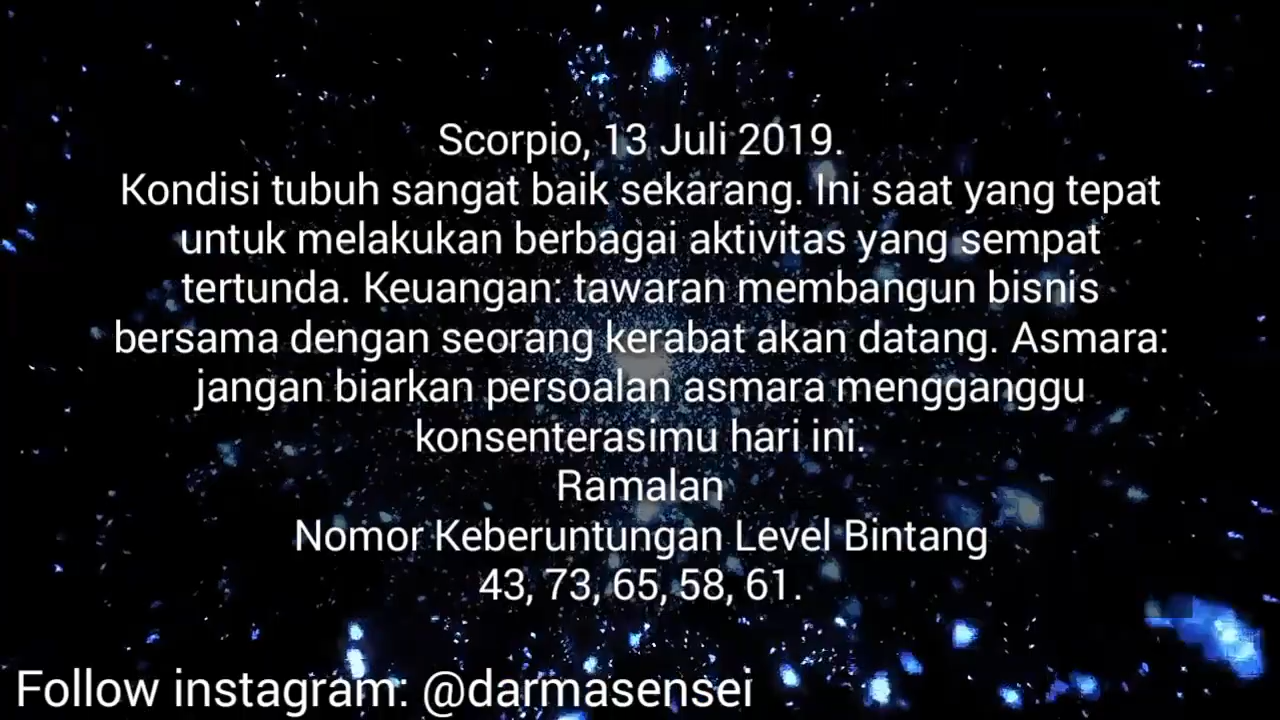 Scorpio, 13 Juli 2019.
Kondisi tubuh sangat baik sekarang. Ini saat yang tepat
untuk melakukan berbagai aktivitas yang sempat
tertunda. Keuangan: tawaran membangun bisnis
bersama dengan seorang kerabat akan datang. Asmara:
jangan biarkan persoalan asmara mengganggu
konsenterasimu hari ini.
Ramalan
Nomor Keberuntungan Level Bintang
43, 73, 65, 58, 61.
Follow instagram: @darmasensei